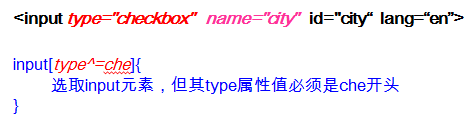 <input type="checkbox" name="city" id="city“ lang=“en”>
input[type^=che]{
选取input元素，但其type属性值必须是che开头
}